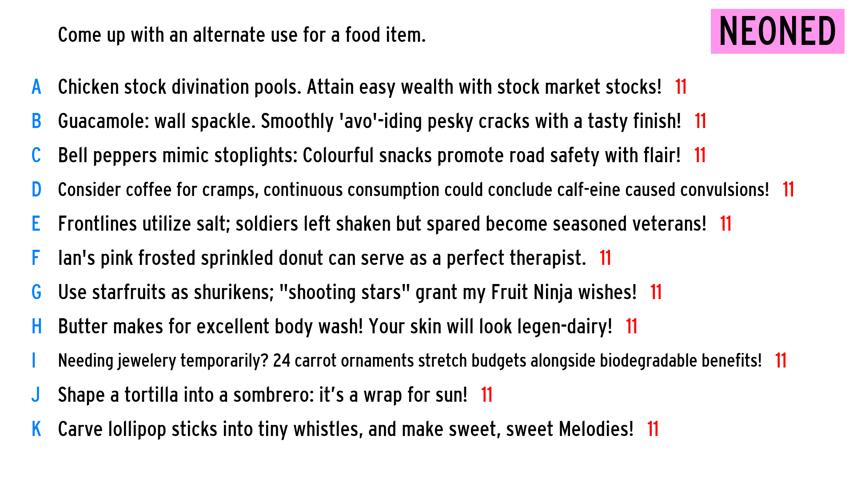 Come up with an alternate use for a food item.
NEONED
A Chicken stock divination pools. Attain easy wealth with stock market stocks! 11
B Guacamole: wall spackle. Smoothly 'avo'-iding pesky cracks with a tasty finish! 11
C Bell peppers mimic stoplights: Colourful snacks promote road safety with flair! 11
D Consider coffee for cramps, continuous consumption could conclude calf-eine caused convulsions! 11
E Frontlines utilize salt; soldiers left shaken but spared become seasoned veterans! 11
F Ian's pink frosted sprinkled donut can serve as a perfect therapist. 11
G Use starfruits as shurikens; "shooting stars" grant my Fruit Ninja wishes! 11
H Butter makes for excellent body wash! Your skin will look legen-dairy! 11
I Needing jewelery temporarily? 24 carrot ornaments stretch budgets alongside biodegradable benefits! 11
J Shape a tortilla into a sombrero: it’s a wrap for sun! 11
K Carve lollipop sticks into tiny whistles, and make sweet, sweet Melodies! 11